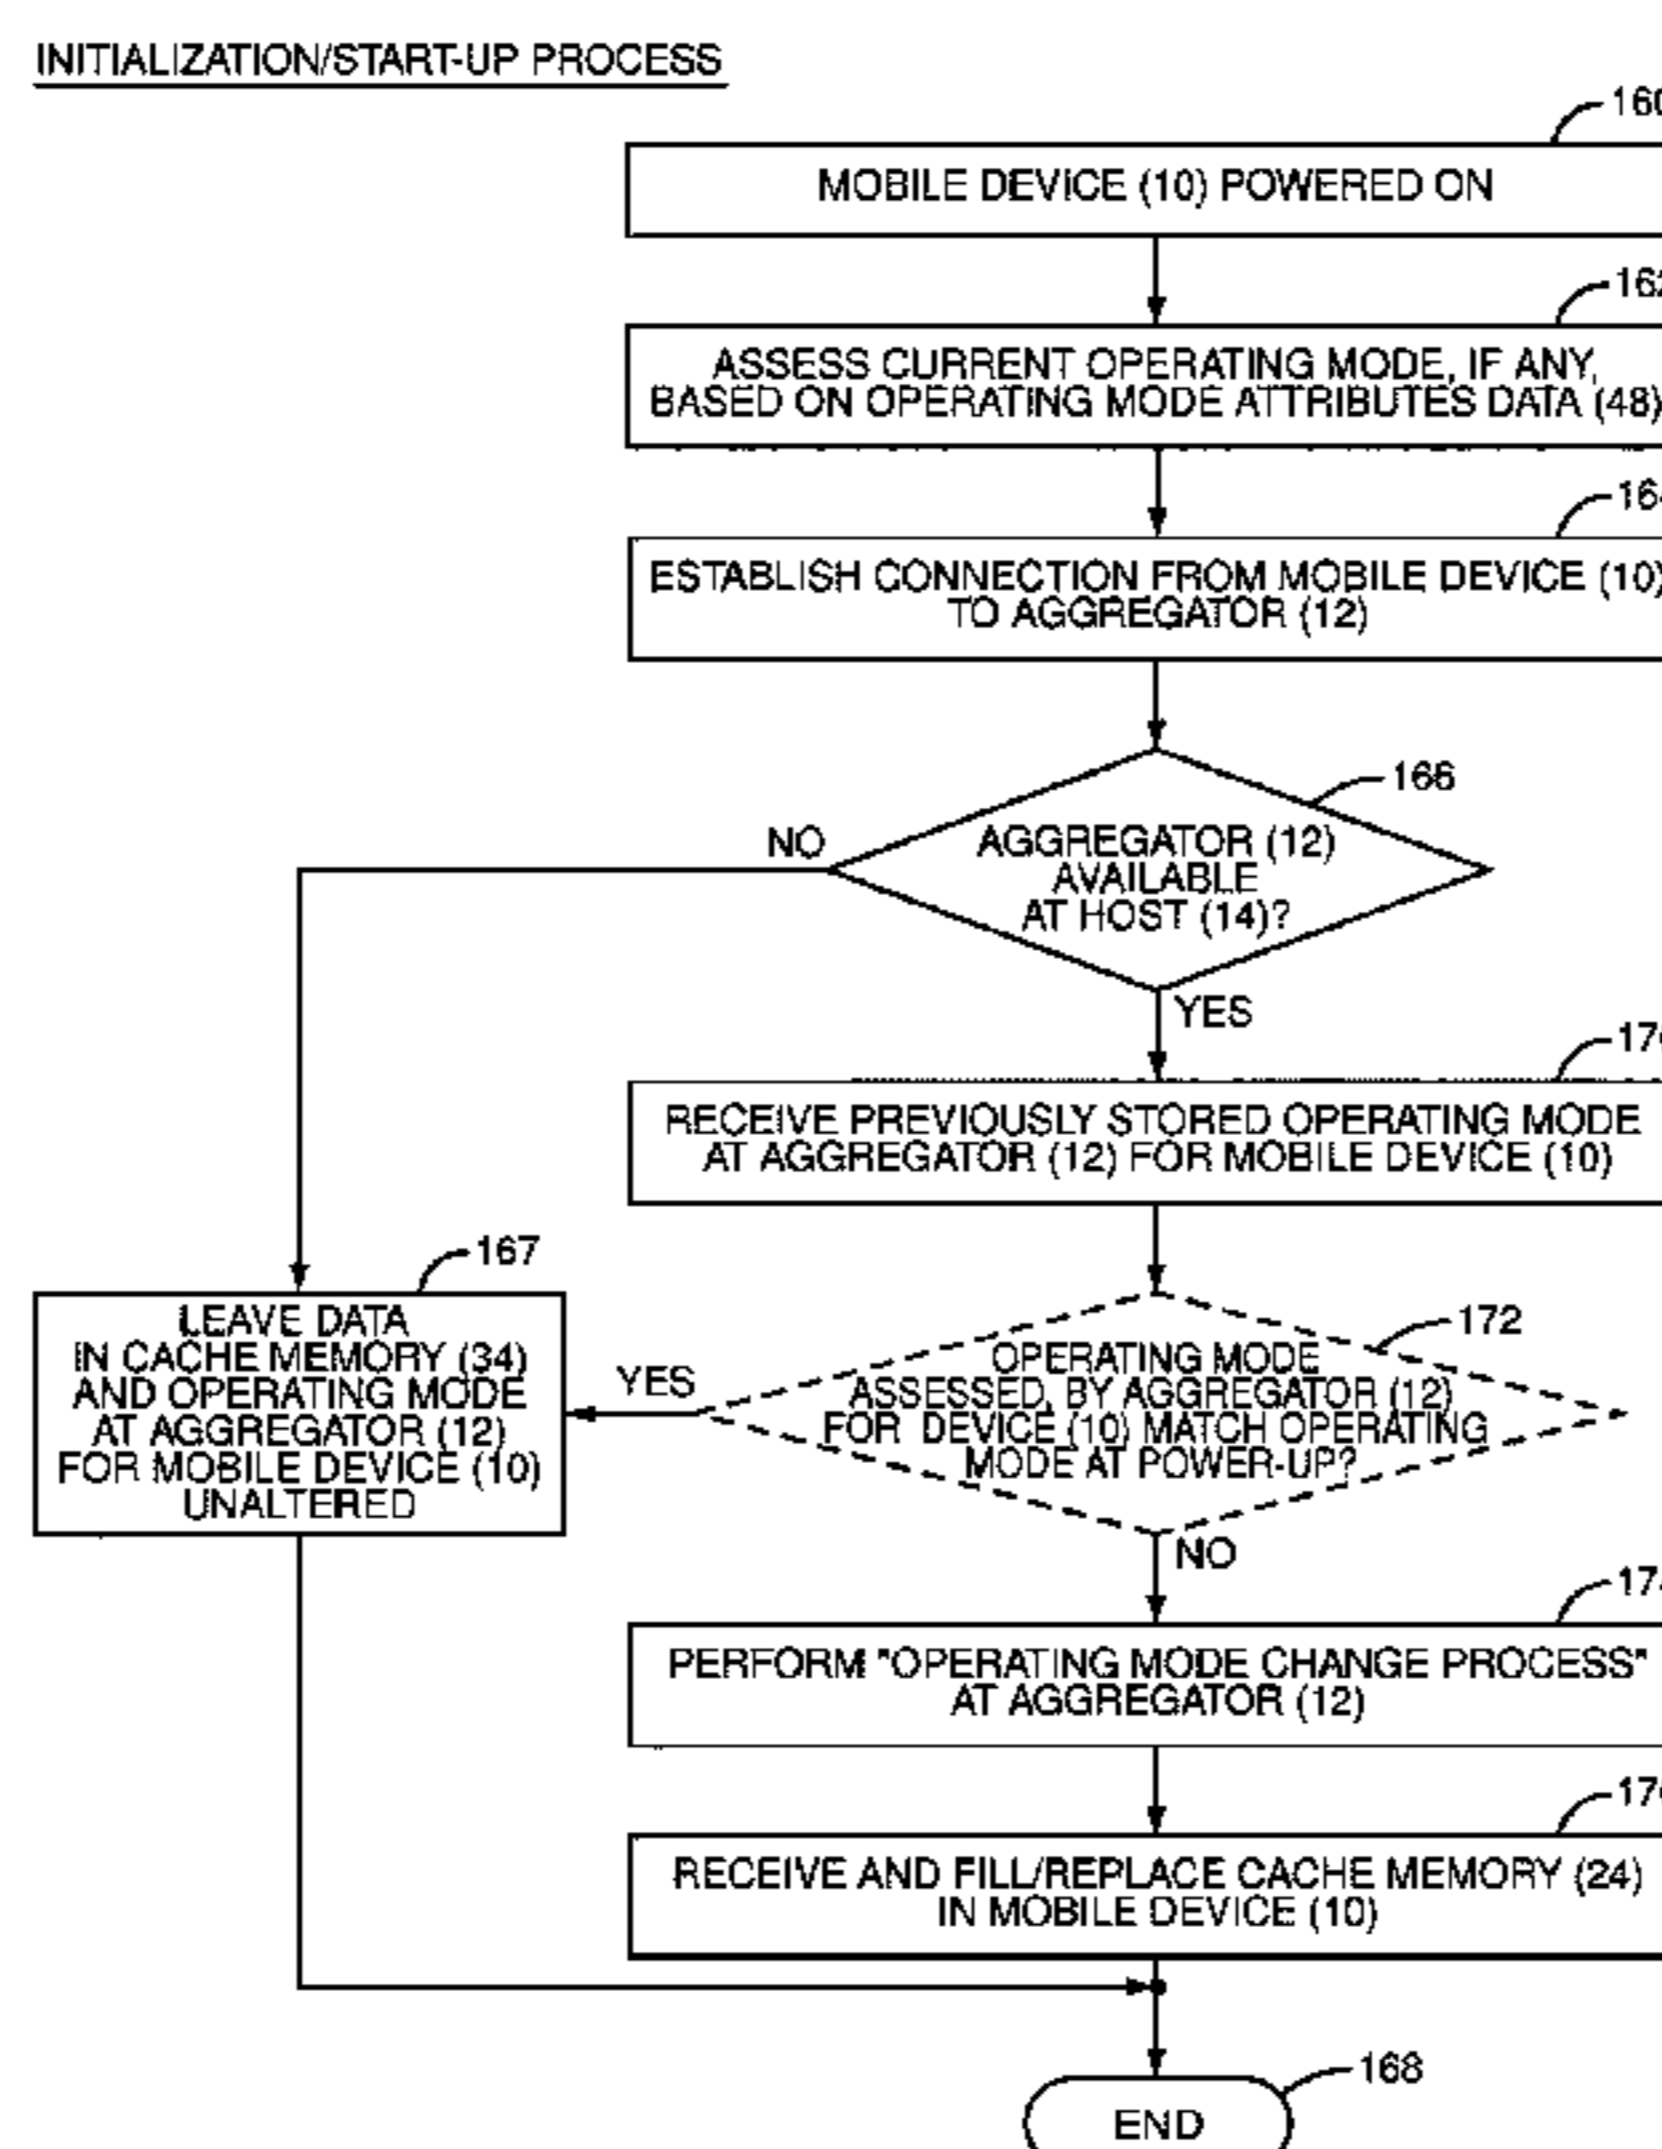 INITIALIZATION/START-UP PROCESS
160
MOBILE DEVICE (10) POWERED ON
162
ASSESS CURRENT OPERATING MODE, IF ANY,
BASED ON OPERATING MODE ATTRIBUTES DATA (48)
ESTABLISH CONNECTION FROM MOBILE DEVICE (10)
TO AGGREGATOR (12)
166
NO
AGGREGATOR (12)
AVAILABLE
AT HOST (14)?
YES
RECEIVE PREVIOUSLY STORED OPERATING MODE
AT AGGREGATOR (12) FOR MOBILE DEVICE (10)
167
LEAVE DATA
IN CACHE MEMORY (34)
AND OPERATING MODE
AT AGGREGATOR (12)
FOR MOBILE DEVICE (10)
UNALTERED
172
YES
OPERATING MODE
ASSESSED, BY AGGREGATOR (12)
FOR DEVICE (10) MATCH OPERATING
MODE AT POWER-UP?
NO
PERFORM "OPERATING MODE CHANGE PROCESS"
AT AGGREGATOR (12)
RECEIVE AND FILL/REPLACE CACHE MEMORY (24)
IN MOBILE DEVICE (10)
168
END